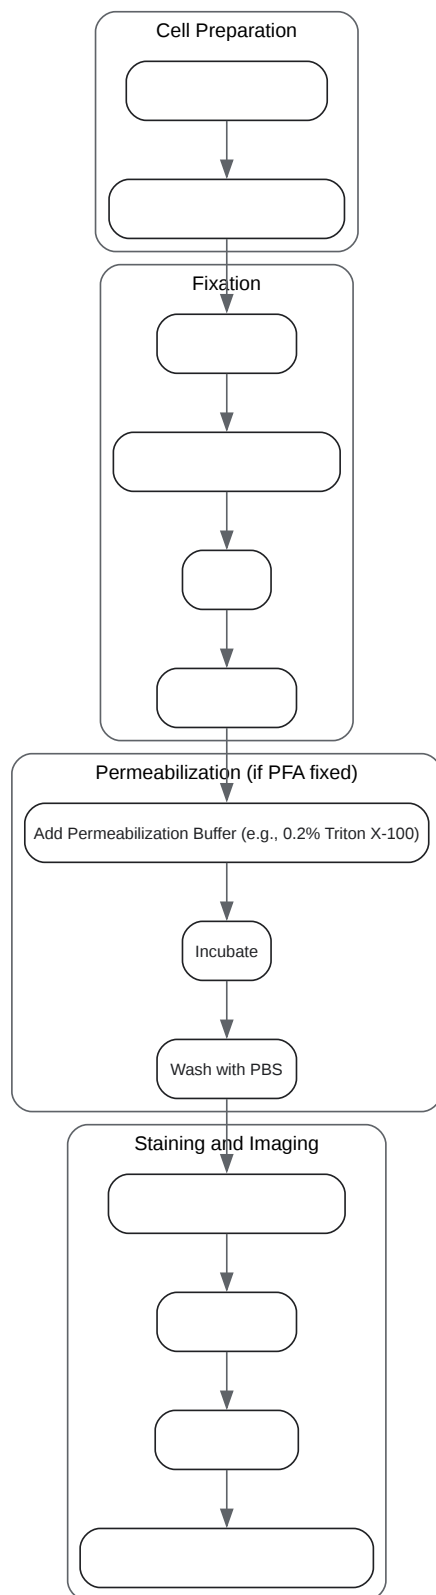 Cell Preparation
Fixation
Permeabilization (if PFA fixed)
Add Permeabilization Buffer (e.g., 0.2% Triton X-100)
Incubate
Wash with PBS
Staining and Imaging